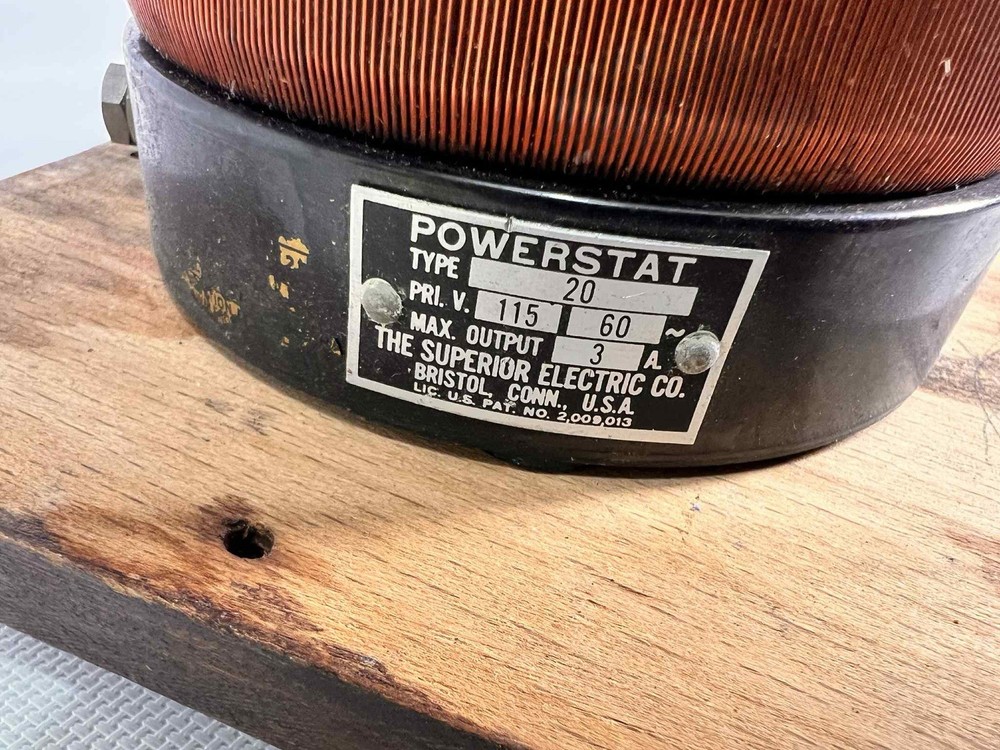 POWERSTAT
TYPE 20
PRI. V. 115 60 ~
MAX. OUTPUT 3 A.
THE SUPERIOR ELECTRIC CO.
BRISTOL, CONN., U.S.A.
LIC. U.S. PAT. NO. 2,009,013